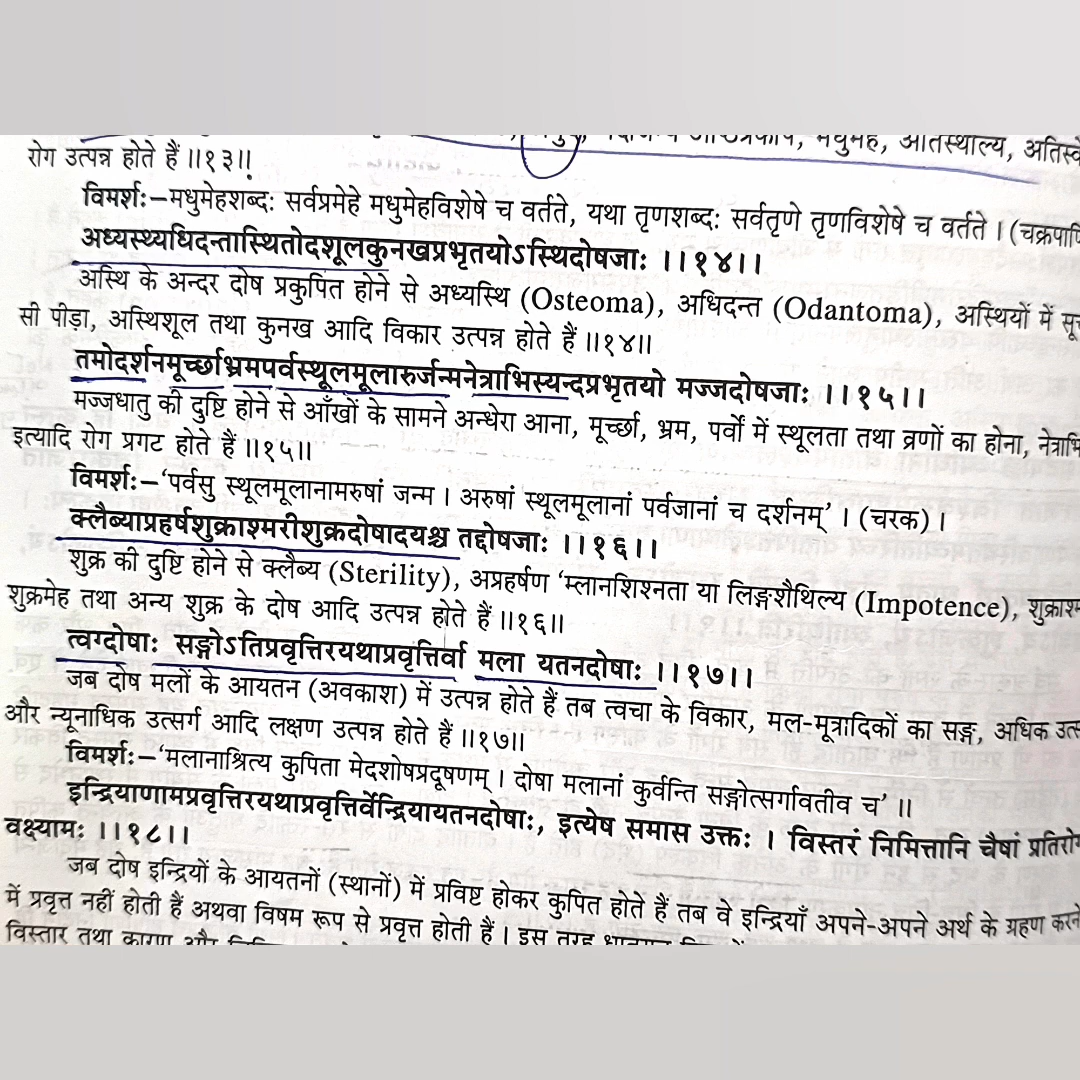 मधुमेह, अतिस्थौल्य,
रोग उत्पन्न होते हैं ॥१३॥
विमर्शः–मधुमेहशब्दः सर्वप्रमेहे मधुमेहविशेषे च वर्तते, यथा तृणशब्दः सर्वतृणे तृणविशेषे च वर्तते । (चक्रपाणि
अध्यस्थ्यधिदन्तास्थितोदशूलकुनखप्रभृतयोऽस्थिदोषजाः ।।१४।।
अस्थि के अन्दर दोष प्रकुपित होने से अध्यस्थि (Osteoma), अधिदन्त (Odantoma), अस्थियों में
सी पीड़ा, अस्थिशूल तथा कुनख आदि विकार उत्पन्न होते हैं ॥१४॥
तमोदर्शनमूर्च्छाभ्रमपर्वस्थूलमूलारुर्जन्मनेत्राभिस्यन्दप्रभृतयो मज्जदोषजाः ।।१५।।
मज्जधातु की दुष्टि होने से आँखों के सामने अन्धेरा आना, मूर्च्छा, भ्रम, पर्वों में स्थूलता तथा व्रणों का होना, नेत्राभि
इत्यादि रोग प्रगट होते हैं ॥१५॥
विमर्शः–‘पर्वसु स्थूलमूलानामरुषां जन्म । अरुषां स्थूलमूलानां पर्वजानां च दर्शनम्’ । (चरक) ।
क्लैब्याप्रहर्षशुक्राश्मरीशुक्रदोषादयश्च तद्दोषजाः ।।१६।।
शुक्र की दुष्टि होने से क्लैब्य (Sterility), अप्रहर्षण ‘म्लानशिश्नता या लिङ्गशैथिल्य (Impotence), शुक्राश्म
शुक्रमेह तथा अन्य शुक्र के दोष आदि उत्पन्न होते हैं ॥१६॥
त्वग्दोषाः सङ्गोऽतिप्रवृत्तिरयथाप्रवृत्तिर्वा मला यतनदोषाः ।।१७।।
जब दोष मलों के आयतन (अवकाश) में उत्पन्न होते हैं तब त्वचा के विकार, मल-मूत्रादिकों का सङ्ग, अधिक उत्स
और न्यूनाधिक उत्सर्ग आदि लक्षण उत्पन्न होते हैं ॥१७॥
विमर्शः–‘मलानाश्रित्य कुपिता मेदशोषप्रदूषणम् । दोषा मलानां कुर्वन्ति सङ्गोत्सर्गावतीव च’ ॥
इन्द्रियाणामप्रवृत्तिरयथाप्रवृत्तिर्वेन्द्रियायतनदोषाः, इत्येष समास उक्तः । विस्तरं निमित्तानि चैषां प्रतिरोग
वक्ष्यामः ।।१८।।
जब दोष इन्द्रियों के आयतनों (स्थानों) में प्रविष्ट होकर कुपित होते हैं तब वे इन्द्रियाँ अपने-अपने अर्थ के ग्रहण करने
में प्रवृत्त नहीं होती हैं अथवा विषम रूप से प्रवृत्त होती हैं । इस तरह
विस्तार तथा कारण और